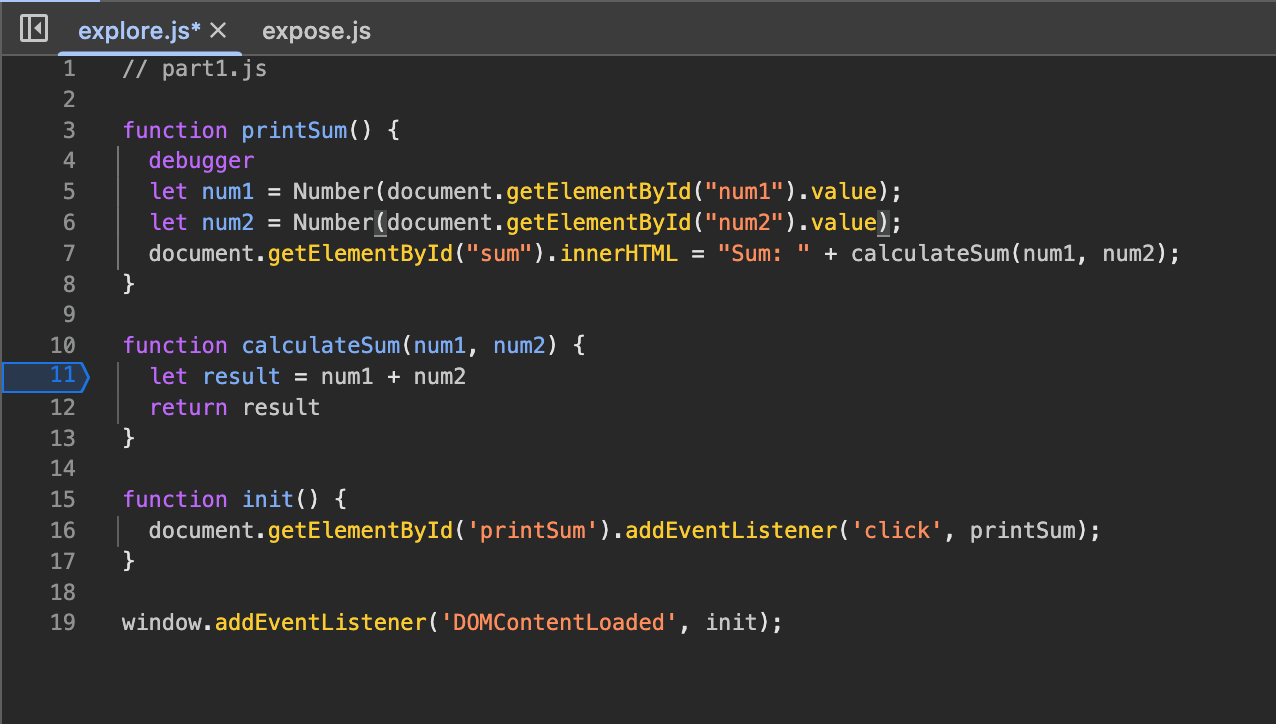 explore.js* × expose.js
1 // part1.js
2
3 function printSum() {
4   debugger
5   let num1 = Number(document.getElementById("num1").value);
6   let num2 = Number(document.getElementById("num2").value);
7   document.getElementById("sum").innerHTML = "Sum: " + calculateSum(num1, num2);
8 }
9
10 function calculateSum(num1, num2) {
11   let result = num1 + num2
12   return result
13 }
14
15 function init() {
16   document.getElementById('printSum').addEventListener('click', printSum);
17 }
18
19 window.addEventListener('DOMContentLoaded', init);